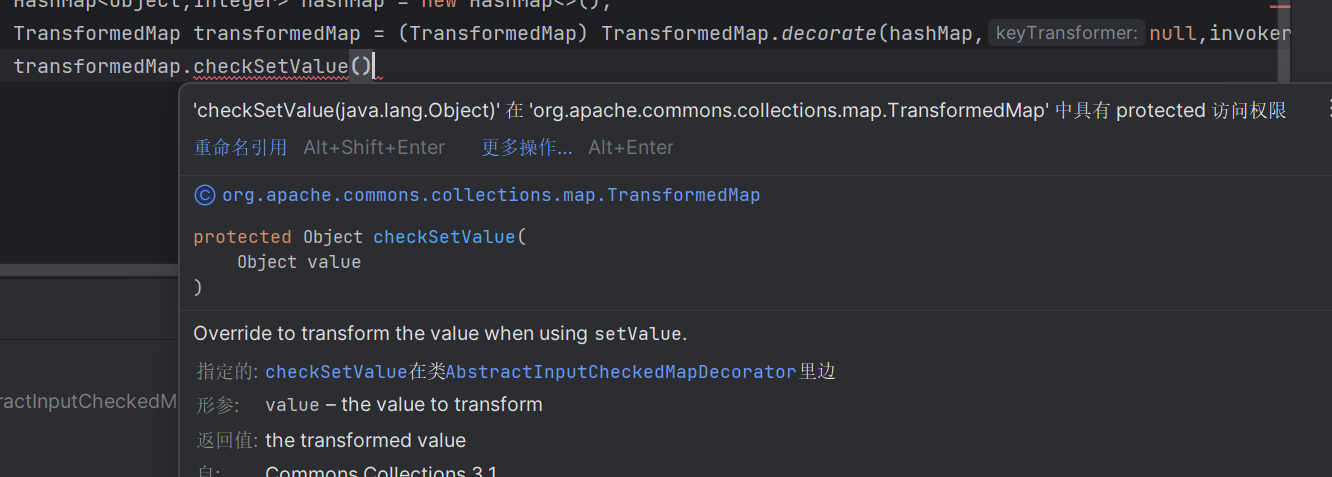 HashMap<Object,Integer> hashMap = new HashMap<>();
TransformedMap transformedMap = (TransformedMap) TransformedMap.decorate(hashMap, keyTransformer: null,invoker
transformedMap.checkSetValue()
'checkSetValue(java.lang.Object)' 在 'org.apache.commons.collections.map.TransformedMap' 中具有 protected 访问权限
重命名引用 Alt+Shift+Enter 更多操作... Alt+Enter
© org.apache.commons.collections.map.TransformedMap
protected Object checkSetValue(
Object value
)
Override to transform the value when using setValue.
指定的: checkSetValue在类AbstractInputCheckedMapDecorator里边
ractInputCheckedM
形参: value – the value to transform
返回值: the transformed value
自: Commons Collections 3.1